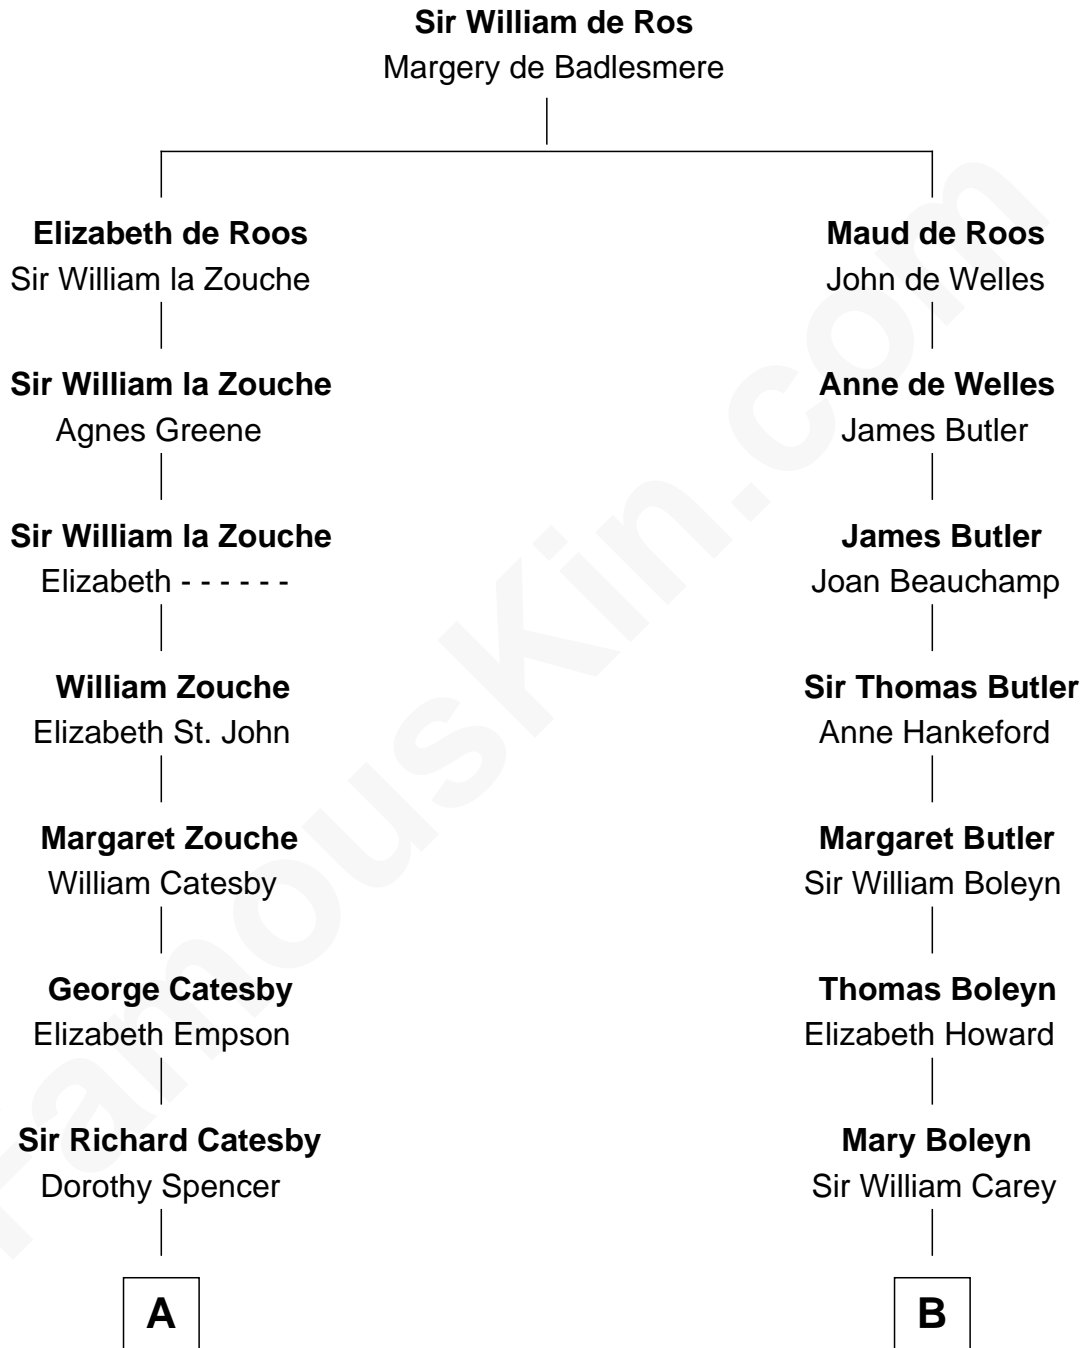 Sir William de Ros
Margery de Badlesmere
Elizabeth de Roos
Sir William la Zouche
Maud de Roos
John de Welles
Sir William la Zouche
Agnes Greene
Anne de Welles
James Butler
Sir William la Zouche
Elizabeth - - - - - -
James Butler
Joan Beauchamp
William Zouche
Elizabeth St. John
Sir Thomas Butler
Anne Hankeford
Margaret Zouche
William Catesby
Margaret Butler
Sir William Boleyn
George Catesby
Elizabeth Empson
Thomas Boleyn
Elizabeth Howard
Sir Richard Catesby
Dorothy Spencer
Mary Boleyn
Sir William Carey
A
B
FamousKin.com